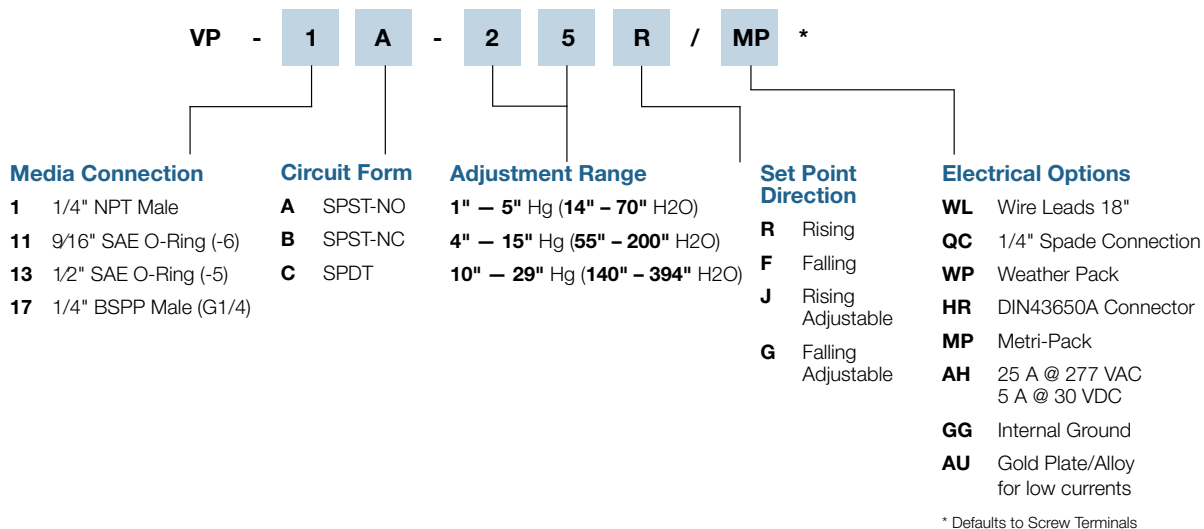 VP - 1 A - 2 5 R / MP *
Media Connection
1 1/4" NPT Male
11 9⁄16" SAE O-Ring (-6)
13 1⁄2" SAE O-Ring (-5)
17 1/4" BSPP Male (G1/4)
Circuit Form
A SPST-NO
B SPST-NC
C SPDT
Adjustment Range
1" — 5" Hg (14" – 70" H2O)
4" — 15" Hg (55" – 200" H2O)
10" — 29" Hg (140" – 394" H2O)
Set Point
Direction
R Rising
F Falling
J Rising
Adjustable
G Falling
Adjustable
Electrical Options
WL Wire Leads 18"
QC 1/4" Spade Connection
WP Weather Pack
HR DIN43650A Connector
MP Metri-Pack
AH 25 A @ 277 VAC
5 A @ 30 VDC
GG Internal Ground
AU Gold Plate/Alloy
for low currents
* Defaults to Screw Terminals